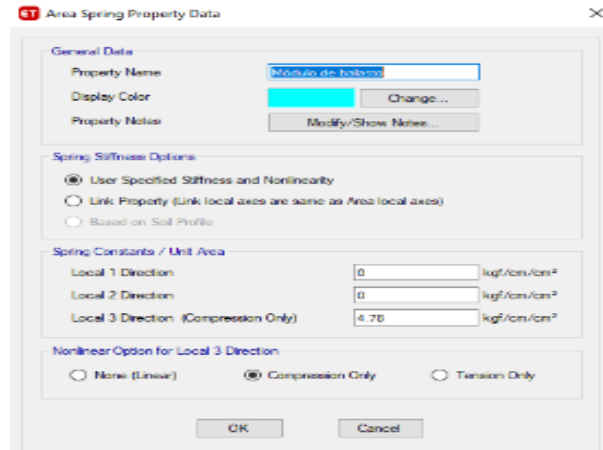 ET Area Spring Property Data
General Data
Property Name Módulo de balasto
Display Color Change...
Property Notes Modify/Show Notes...
Spring Stiffness Options
User Specified Stiffness and Nonlinearity
Link Property (Link local axes are same as Area local axes)
Based on Soil Profile
Spring Constants / Unit Area
Local 1 Direction 0 kgf/cm/cm²
Local 2 Direction 0 kgf/cm/cm²
Local 3 Direction (Compression Only) 4.78 kgf/cm/cm²
Nonlinear Option for Local 3 Direction
None (Linear) Compression Only Tension Only
OK Cancel